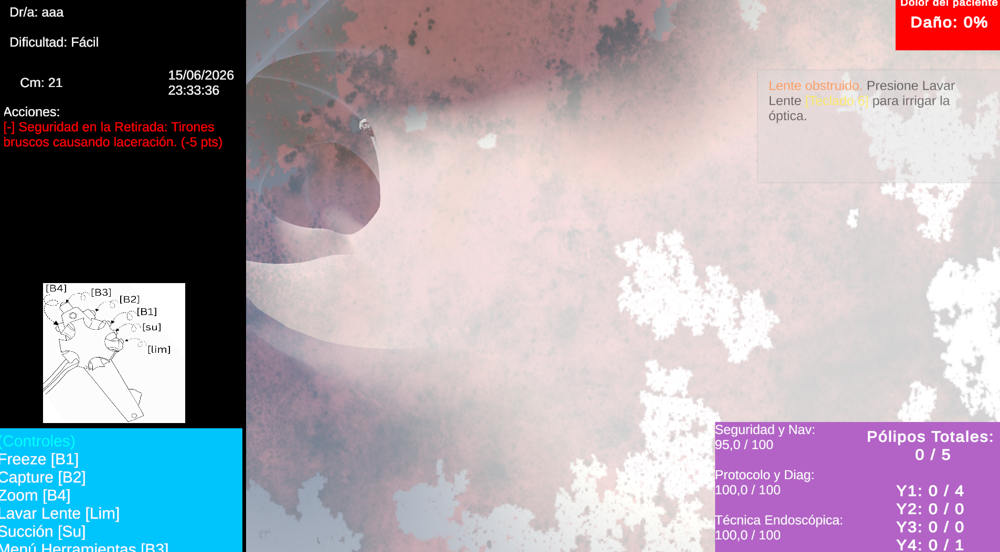 Dr/a: aaa
Dificultad: Fácil
Cm: 21
15/06/2026
23:33:36
Acciones:
[-] Seguridad en la Retirada: Tirones
bruscos causando laceración. (-5 pts)
[B4]
[B3]
[B2]
[B1]
[su]
[lim]
(Controles)
Freeze [B1]
Capture [B2]
Zoom [B4]
Lavar Lente [Lim]
Succión [Su]
Menú Herramientas [B3]
Dolor del paciente
Daño: 0%
Lente obstruido. Presione Lavar
Lente [Teclado 6] para irrigar la
óptica.
Seguridad y Nav:
95,0 / 100
Protocolo y Diag:
100,0 / 100
Técnica Endoscópica:
100,0 / 100
Pólipos Totales:
0 / 5
Y1: 0 / 4
Y2: 0 / 0
Y3: 0 / 0
Y4: 0 / 1